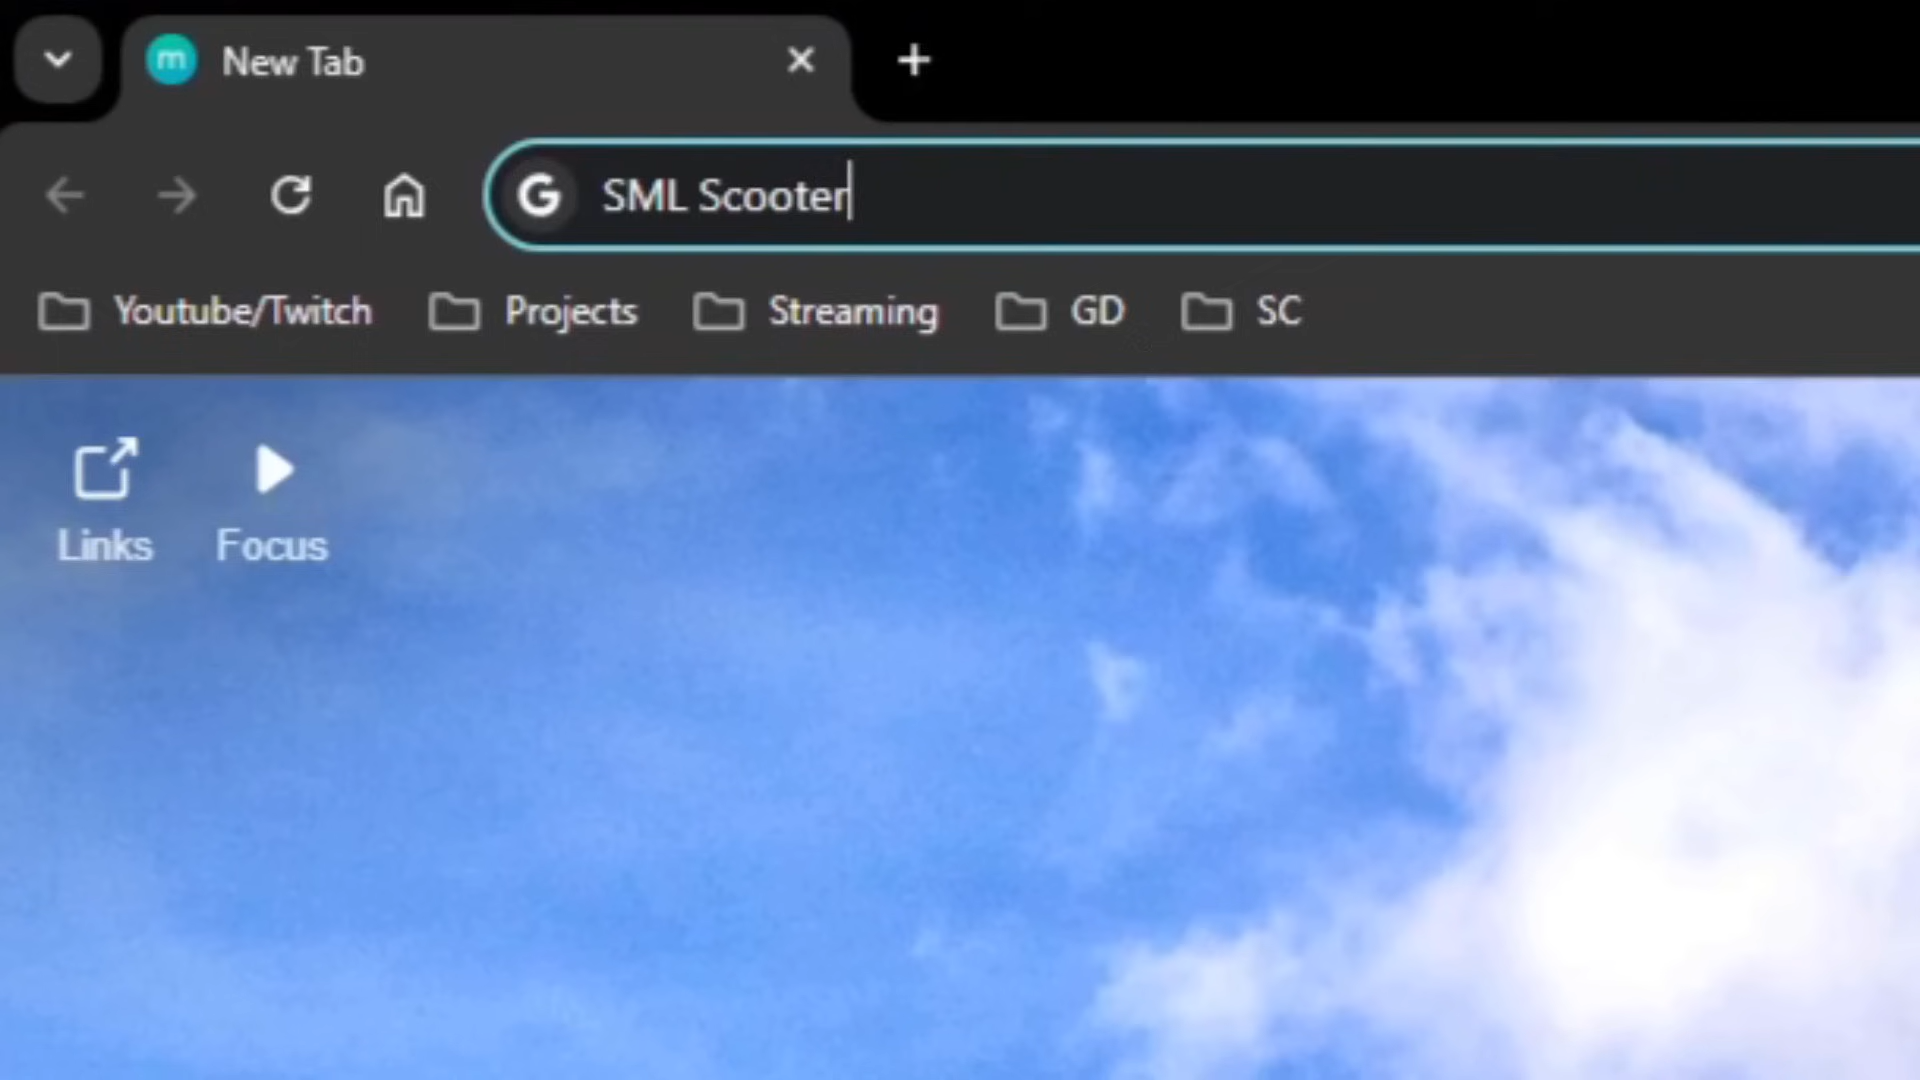 m New Tab
G SML Scooter
Youtube/Twitch Projects Streaming GD SC
Links Focus